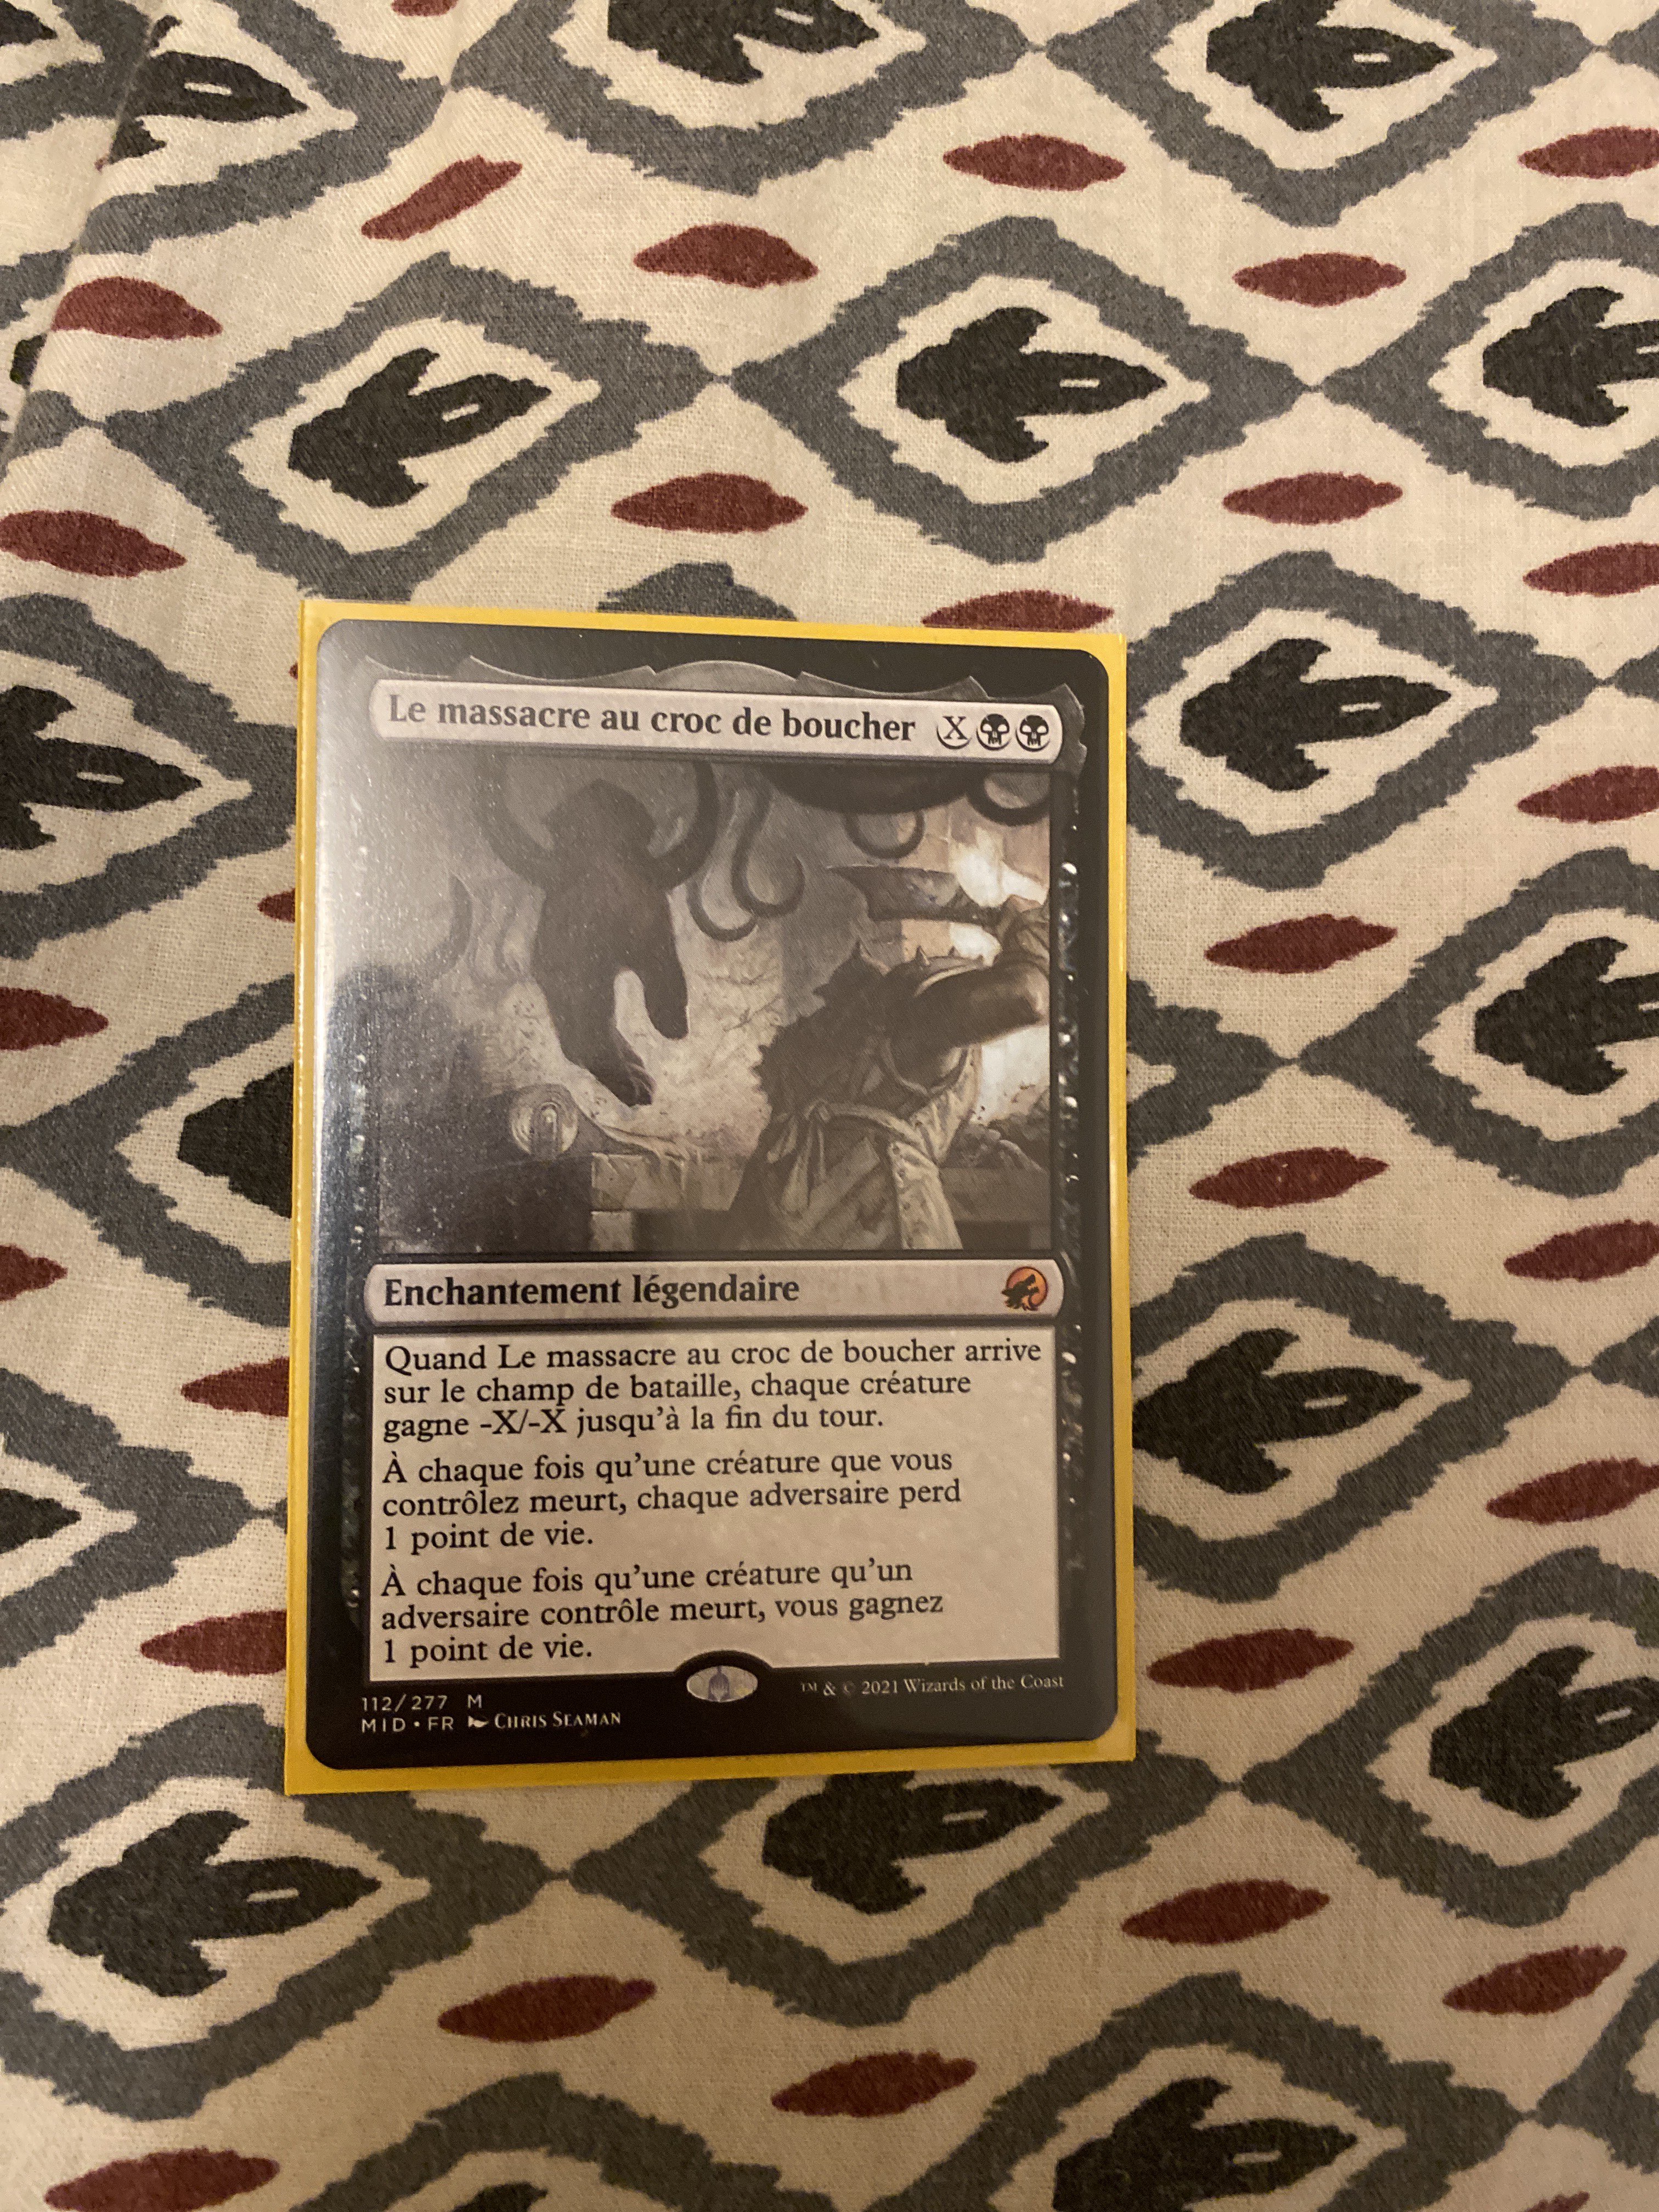 Le massacre au croc de boucher X
Enchantement légendaire
Quand Le massacre au croc de boucher arrive
sur le champ de bataille, chaque créature
gagne -X/-X jusqu'à la fin du tour.
À chaque fois qu'une créature que vous
contrôlez meurt, chaque adversaire perd
1 point de vie.
À chaque fois qu'une créature qu'un
adversaire contrôle meurt, vous gagnez
1 point de vie.
112/277 M
MID • FR CHRIS SEAMAN
™ & © 2021 Wizards of the Coast